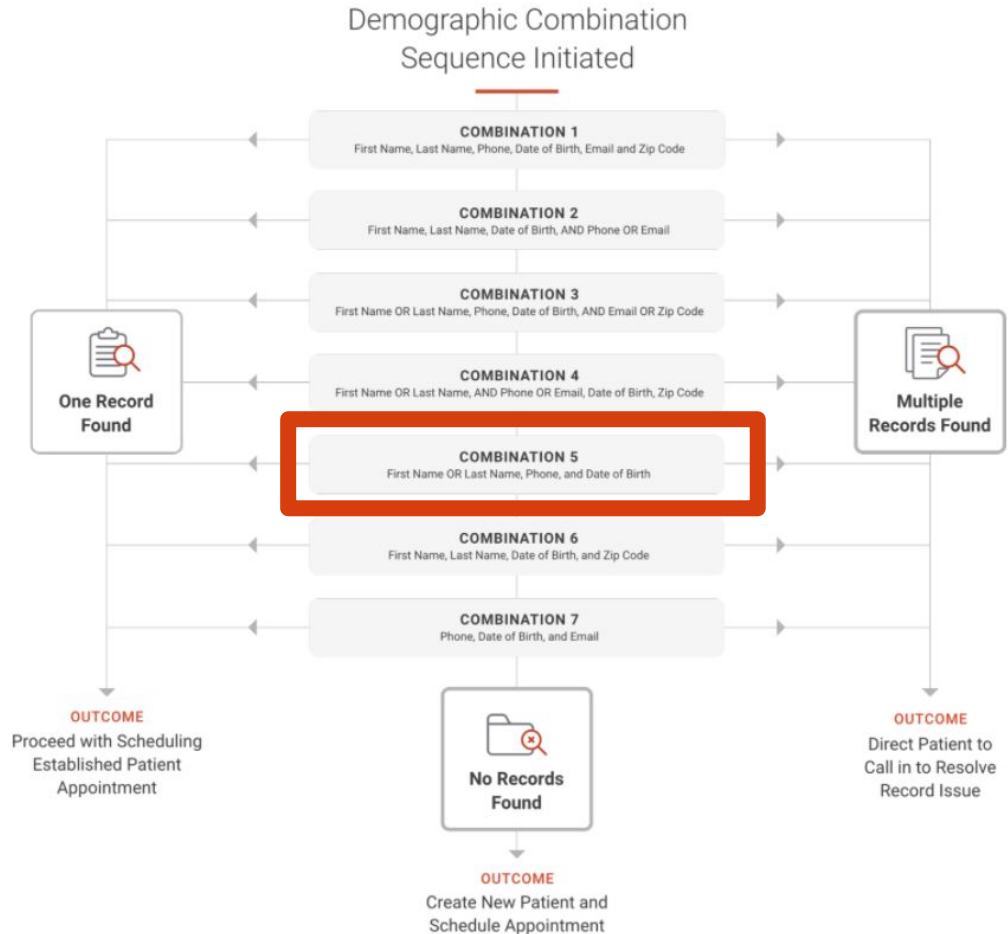 Demographic Combination
Sequence Initiated
COMBINATION 1
First Name, Last Name, Phone, Date of Birth, Email and Zip Code
COMBINATION 2
First Name, Last Name, Date of Birth, AND Phone OR Email
COMBINATION 3
First Name OR Last Name, Phone, Date of Birth, AND Email OR Zip Code
COMBINATION 4
First Name OR Last Name, AND Phone OR Email, Date of Birth, Zip Code
One Record
Found
Multiple
Records Found
COMBINATION 5
First Name OR Last Name, Phone, and Date of Birth
COMBINATION 6
First Name, Last Name, Date of Birth, and Zip Code
COMBINATION 7
Phone, Date of Birth, and Email
OUTCOME
Proceed with Scheduling
Established Patient
Appointment
No Records
Found
OUTCOME
Direct Patient to
Call in to Resolve
Record Issue
OUTCOME
Create New Patient and
Schedule Appointment